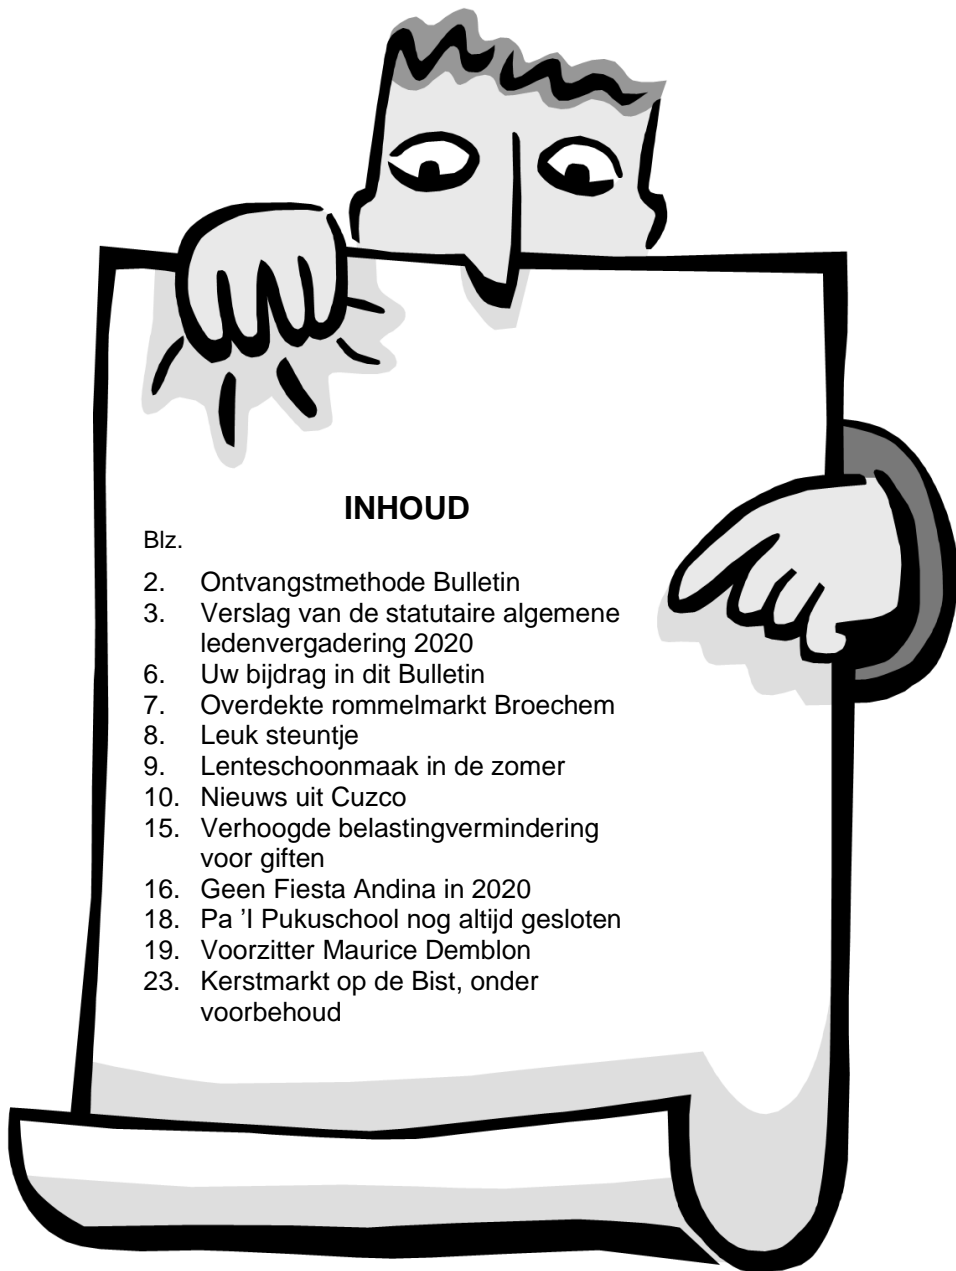 INHOUD
Blz.
2. Ontvangstmethode Bulletin
3. Verslag van de statutaire algemene
ledenvergadering 2020
6. Uw bijdrag in dit Bulletin
7. Overdekte rommelmarkt Broechem
8. Leuk steuntje
9. Lenteschoonmaak in de zomer
10. Nieuws uit Cuzco
15. Verhoogde belastingvermindering
voor giften
16. Geen Fiesta Andina in 2020
18. Pa ’I Pukuschool nog altijd gesloten
19. Voorzitter Maurice Demblon
23. Kerstmarkt op de Bist, onder
voorbehoud